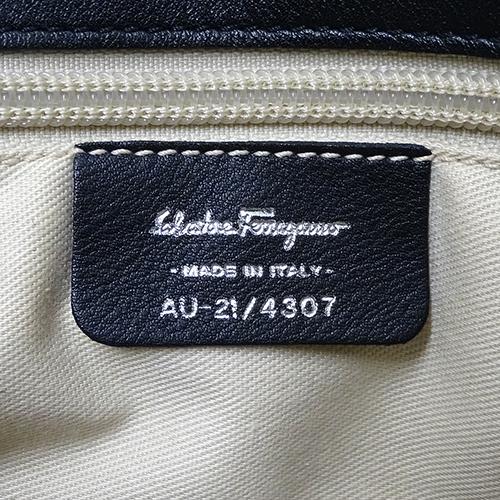 Salvatore Ferragamo
- MADE IN ITALY -
AU-21/4307